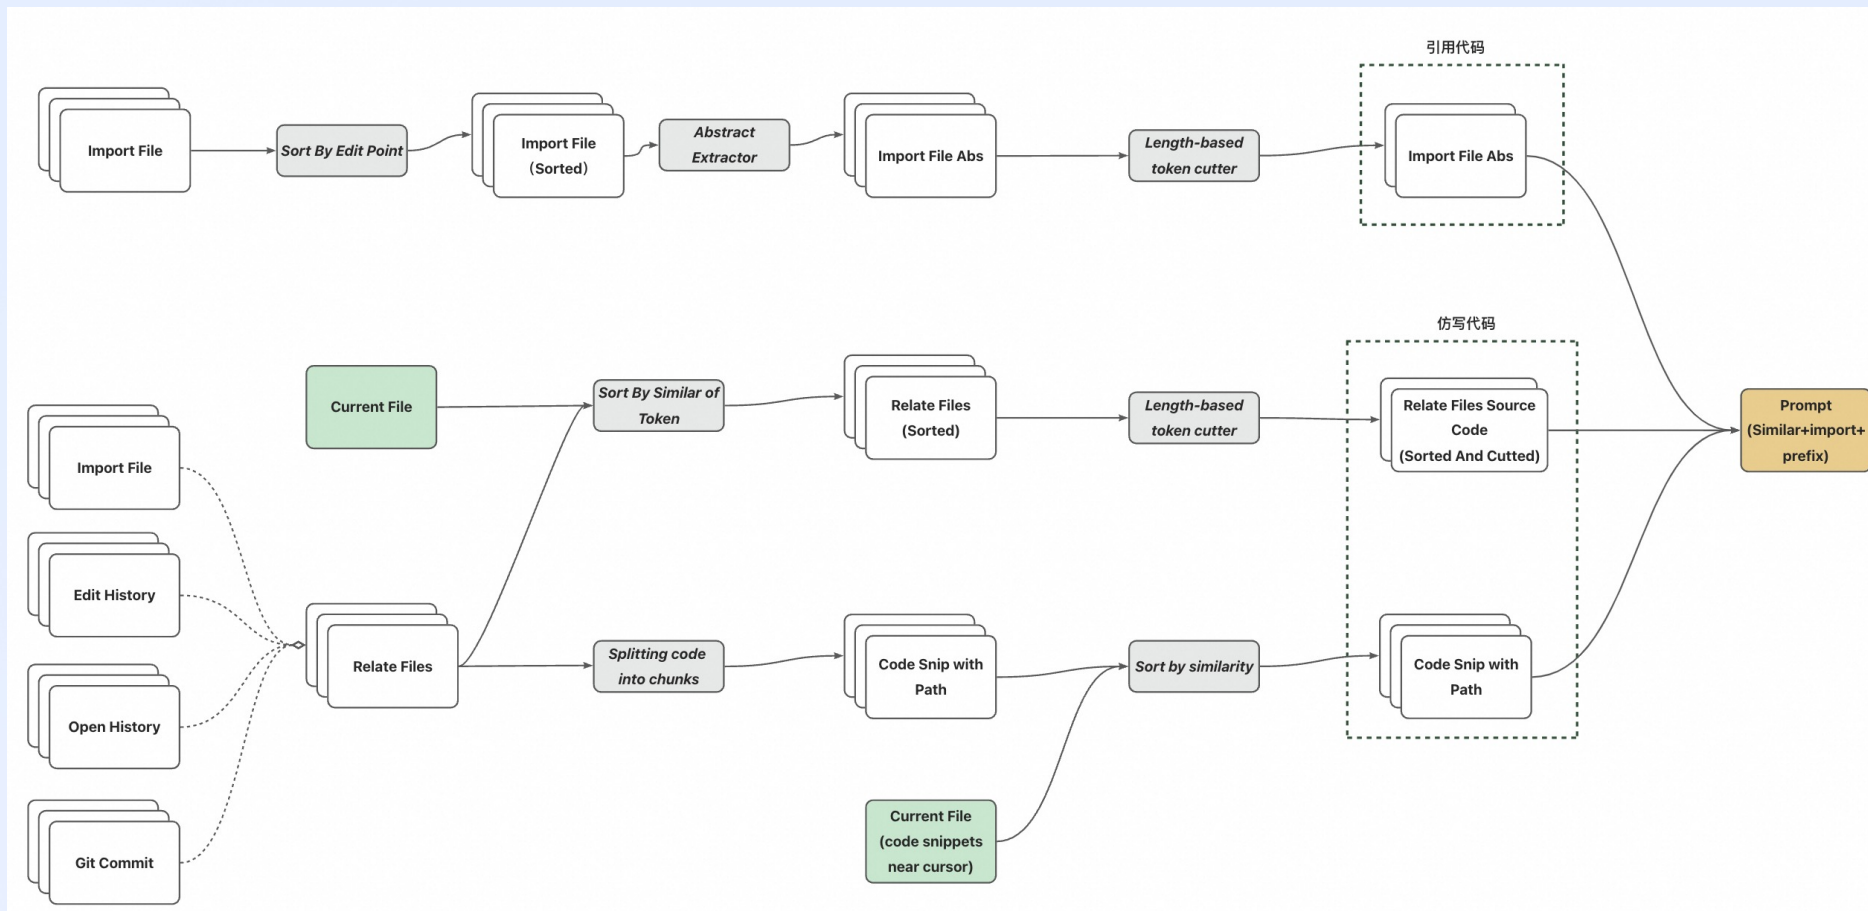 引用代码
Import File
Sort By Edit Point
Import File
(Sorted)
Abstract
Extractor
Import File Abs
Length-based
token cutter
Import File Abs
仿写代码
Current File
Sort By Similar of
Token
Relate Files
(Sorted)
Length-based
token cutter
Relate Files Source
Code
(Sorted And Cutted)
Prompt
(Similar+import+
prefix)
Import File
Edit History
Open History
Git Commit
Relate Files
Splitting code
into chunks
Code Snip with
Path
Sort by similarity
Code Snip with
Path
Current File
(code snippets
near cursor)